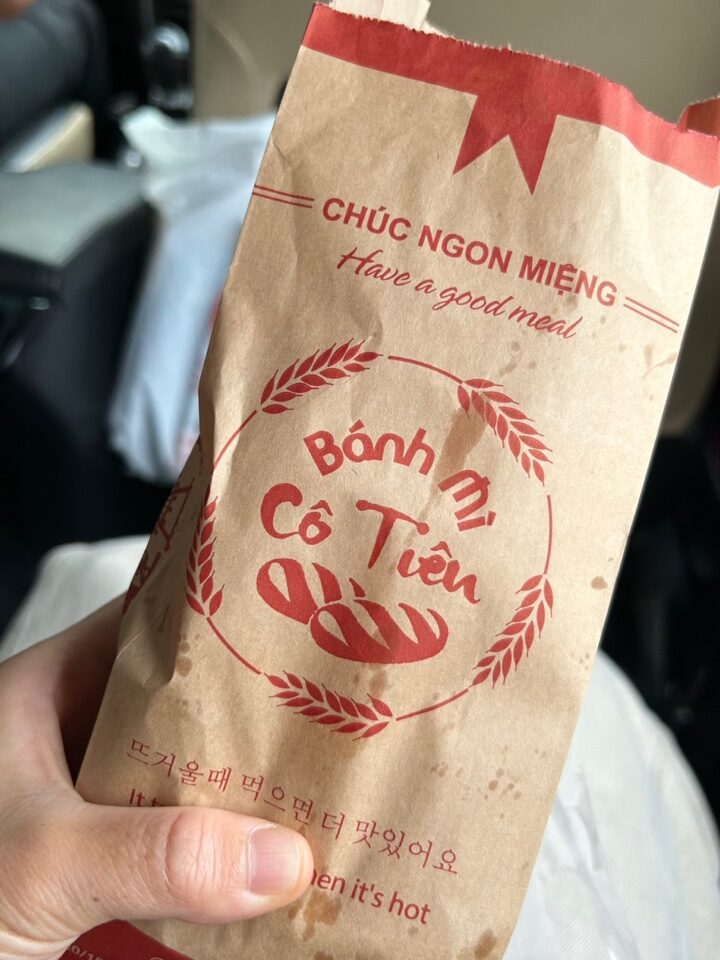 CHÚC NGON MIỆNG
Have a good meal
Bánh mì
Cô Tiên
뜨거울때 먹으면 더 맛있어요
It
it's hot